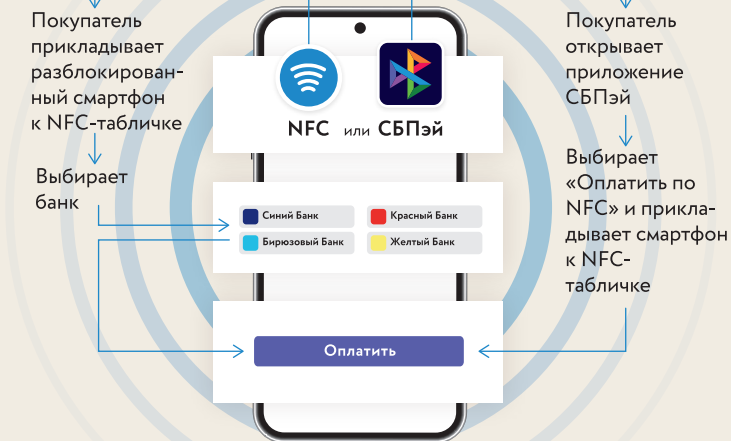 Покупатель
прикладывает
разблокирован-
ный смартфон
к NFC-табличке
Выбирает
банк
NFC или СБПэй
Синий Банк
Красный Банк
Бирюзовый Банк
Желтый Банк
Оплатить
Покупатель
открывает
приложение
СБПэй
Выбирает
«Оплатить по
NFC» и прикла-
дывает смартфон
к NFC-
табличке